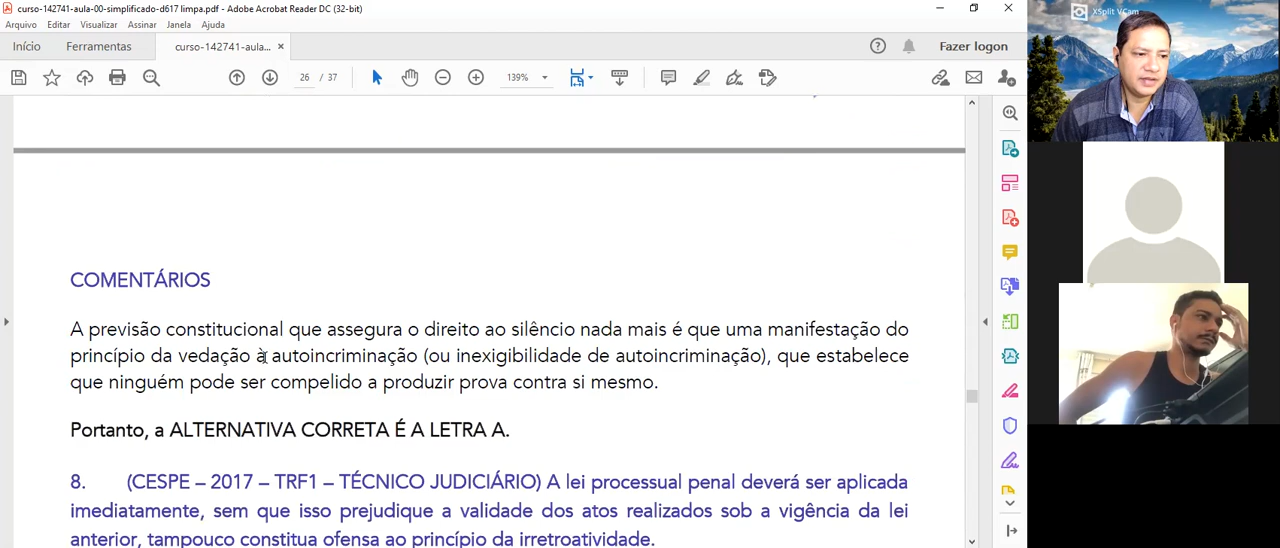 curso-142741-aula-00-simplificado-d617 limpa.pdf - Adobe Acrobat Reader DC (32-bit)
Arquivo Editar Visualizar Assinar Janela Ajuda
Início Ferramentas curso-142741-aula... × Fazer logon
26 / 37 139%
XSplit VCam
COMENTÁRIOS
A previsão constitucional que assegura o direito ao silêncio nada mais é que uma manifestação do
princípio da vedação à autoincriminação (ou inexigibilidade de autoincriminação), que estabelece
que ninguém pode ser compelido a produzir prova contra si mesmo.
Portanto, a ALTERNATIVA CORRETA É A LETRA A.
8. (CESPE – 2017 – TRF1 – TÉCNICO JUDICIÁRIO) A lei processual penal deverá ser aplicada
imediatamente, sem que isso prejudique a validade dos atos realizados sob a vigência da lei
anterior, tampouco constitua ofensa ao princípio da irretroatividade.